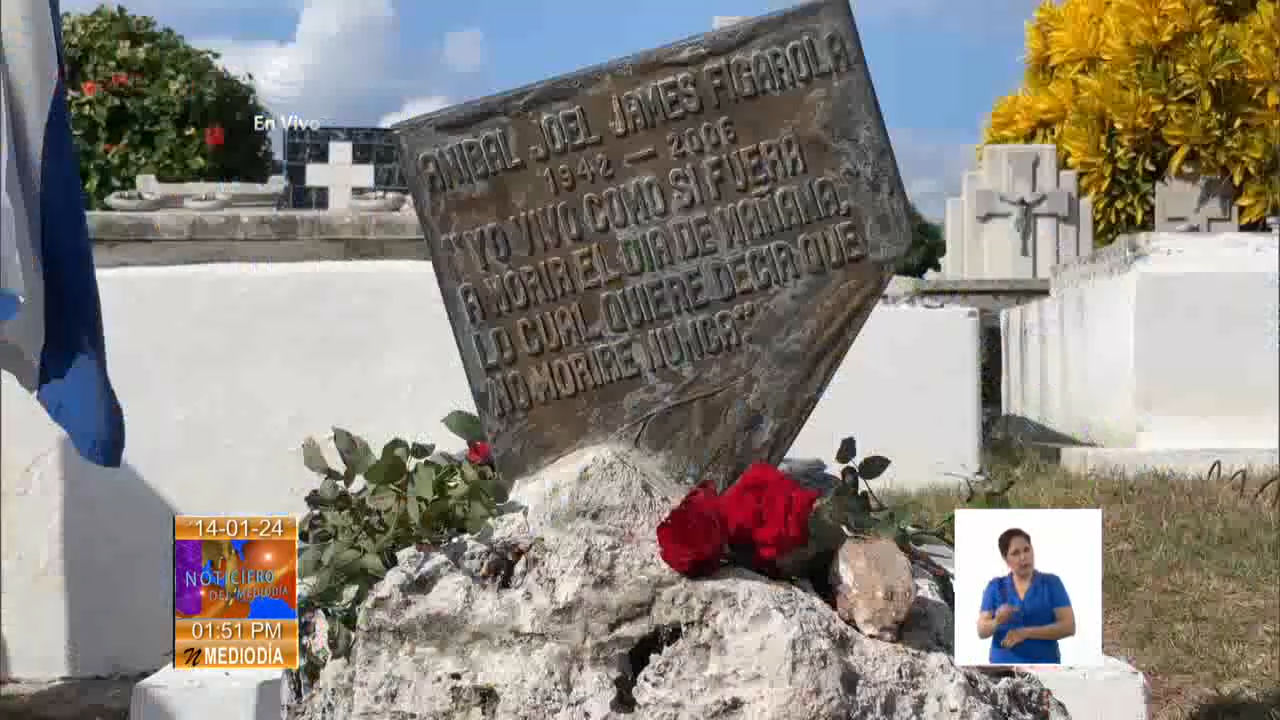 En Vivo
ANIBAL JOEL JAMES FIGAROLA
1942 — 2006
"YO VIVO COMO SI FUERA
A MORIR EL DIA DE MAÑANA,
LO CUAL QUIERE DECIR QUE
NO MORIRE NUNCA"
14-01-24
NOTICIERO
DEL MEDIODÍA
01:51 PM
MEDIODÍA